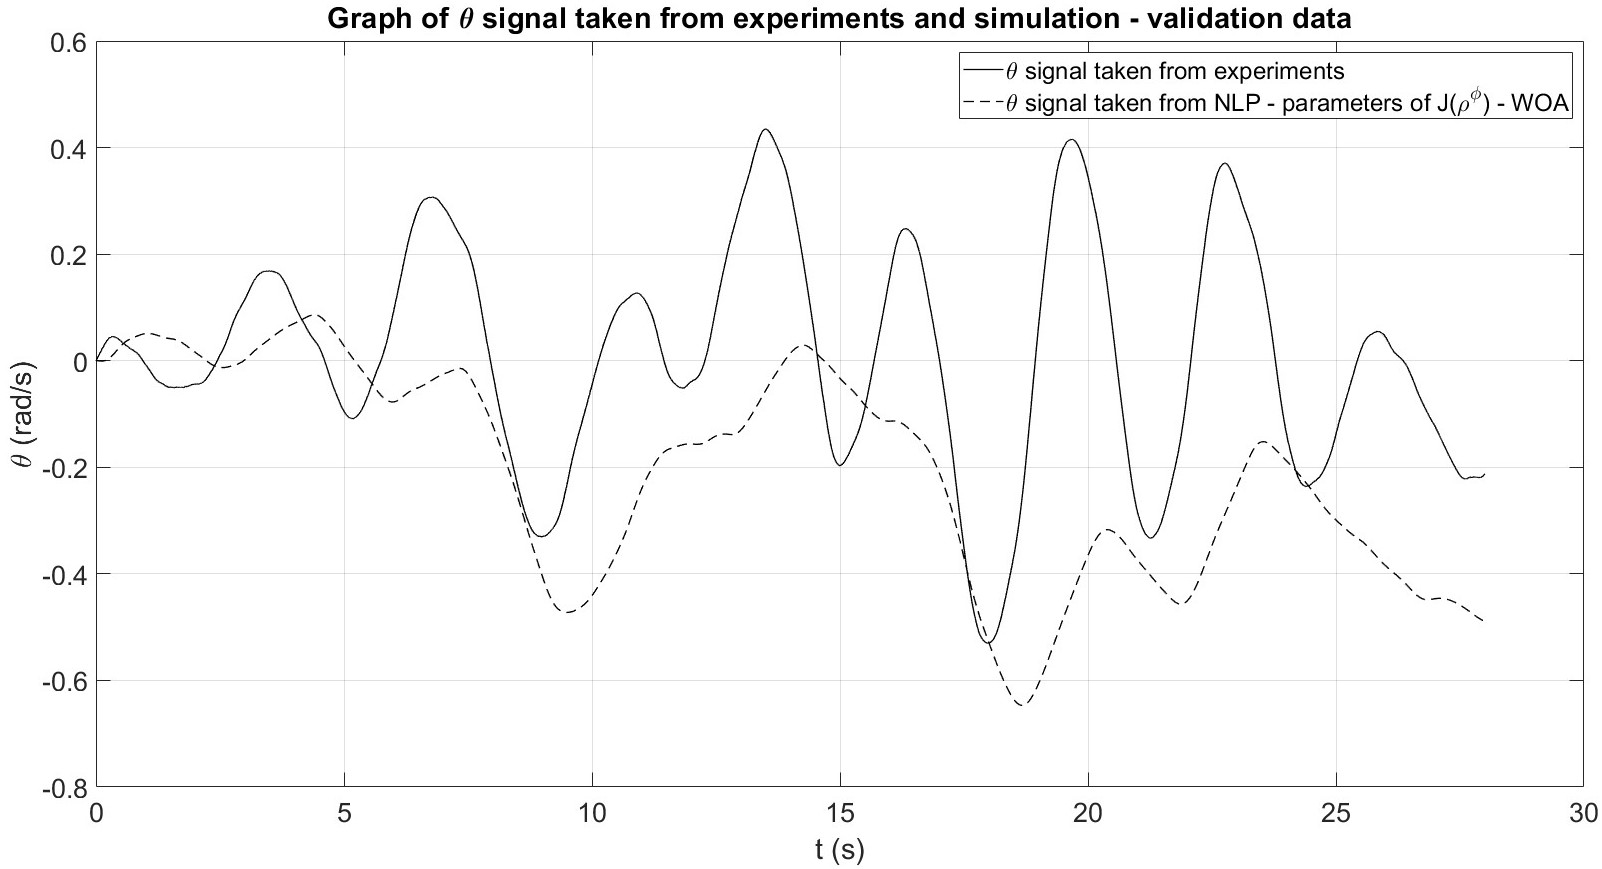 Graph of θ signal taken from experiments and simulation - validation data
θ signal taken from experiments
θ signal taken from NLP - parameters of J(ρ^ϕ) - WOA
θ (rad/s)
0.6
0.4
0.2
0
-0.2
-0.4
-0.6
-0.8
0 5 10 15 20 25 30
t (s)